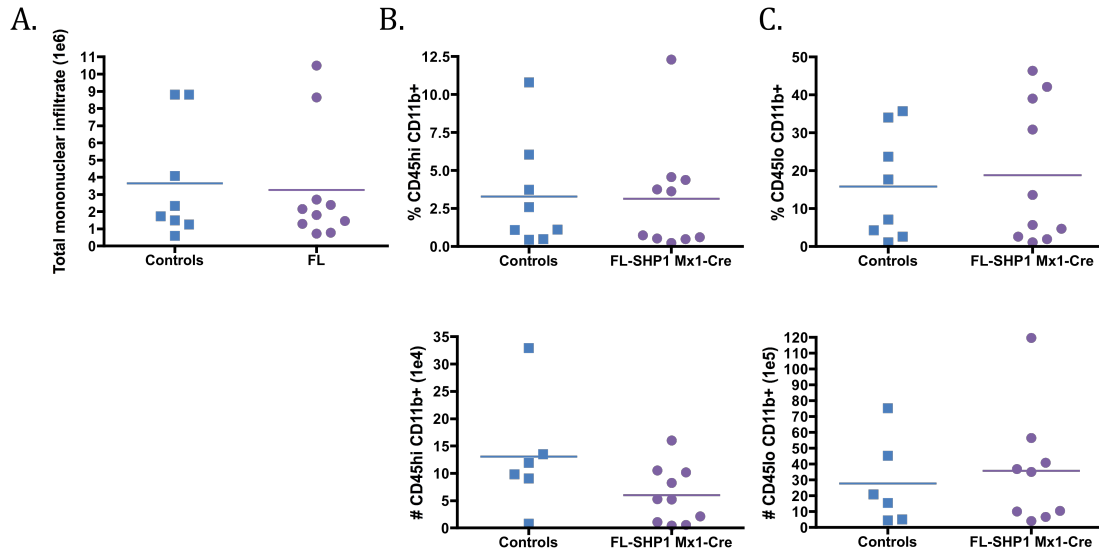 A.
Total mononuclear infiltrate (1e6)
11
10
9
8
7
6
5
4
3
2
1
0
Controls
FL
B.
% CD45hi CD11b+
12.5
10.0
7.5
5.0
2.5
0.0
Controls
FL-SHP1 Mx1-Cre
C.
% CD45lo CD11b+
50
40
30
20
10
0
Controls
FL-SHP1 Mx1-Cre
# CD45hi CD11b+ (1e4)
35
30
25
20
15
10
5
0
Controls
FL-SHP1 Mx1-Cre
# CD45lo CD11b+ (1e5)
120
110
100
90
80
70
60
50
40
30
20
10
0
Controls
FL-SHP1 Mx1-Cre